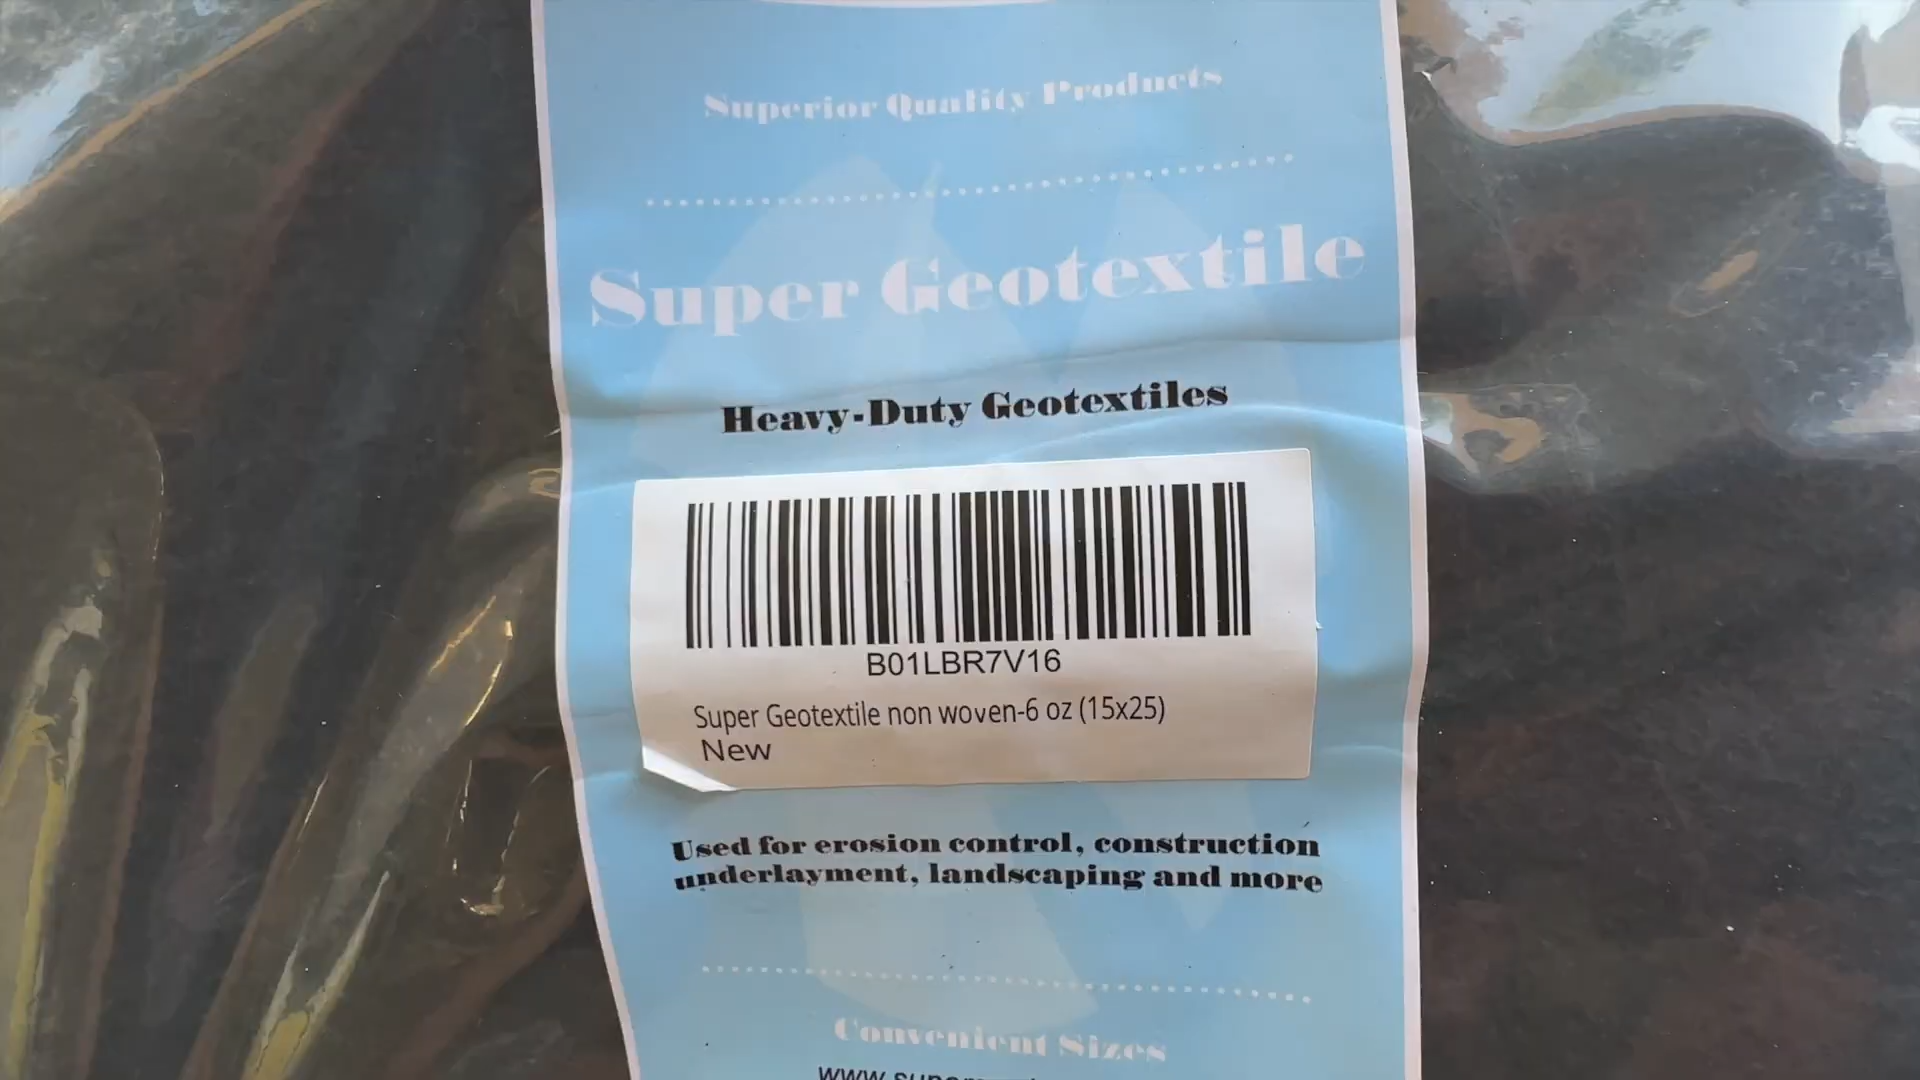 Superior Quality Products
Super Geotextile
Heavy-Duty Geotextiles
B01LBR7V16
Super Geotextile non woven-6 oz (15x25)
New
Used for erosion control, construction
underlayment, landscaping and more
Convenient Sizes